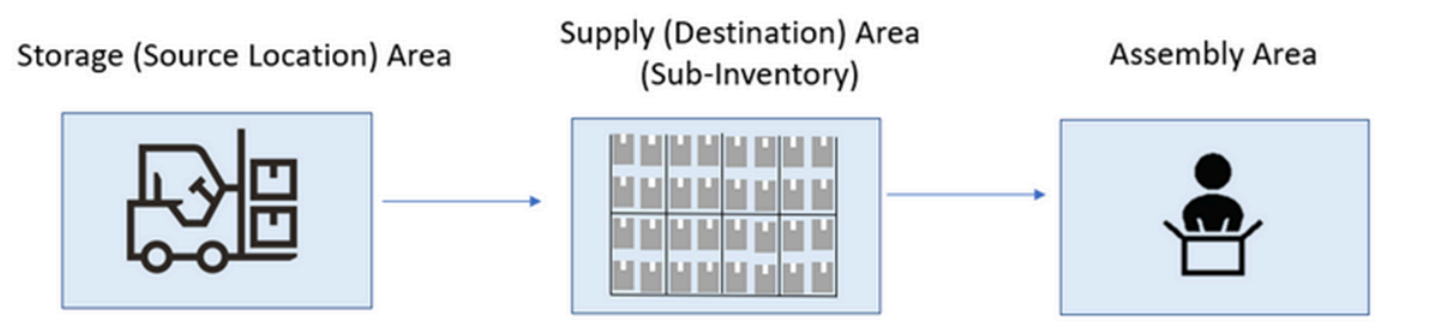 Storage (Source Location) Area
Supply (Destination) Area
(Sub-Inventory)
Assembly Area